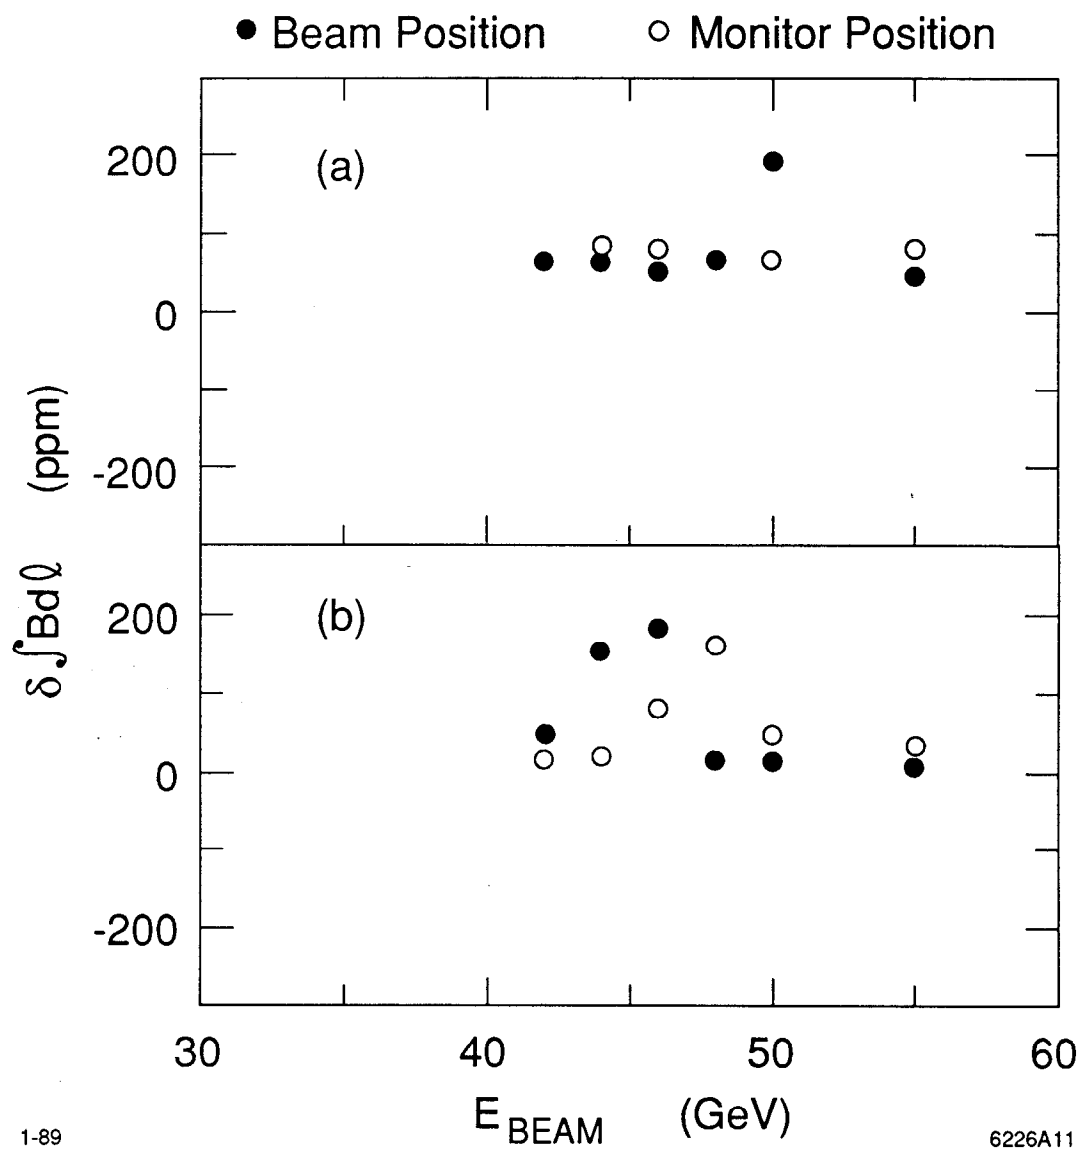 ● Beam Position ○ Monitor Position
(a)
200
0
-200
(b)
200
0
-200
δ∫Bdℓ (ppm)
30 40 50 60
E BEAM (GeV)
1-89 6226A11